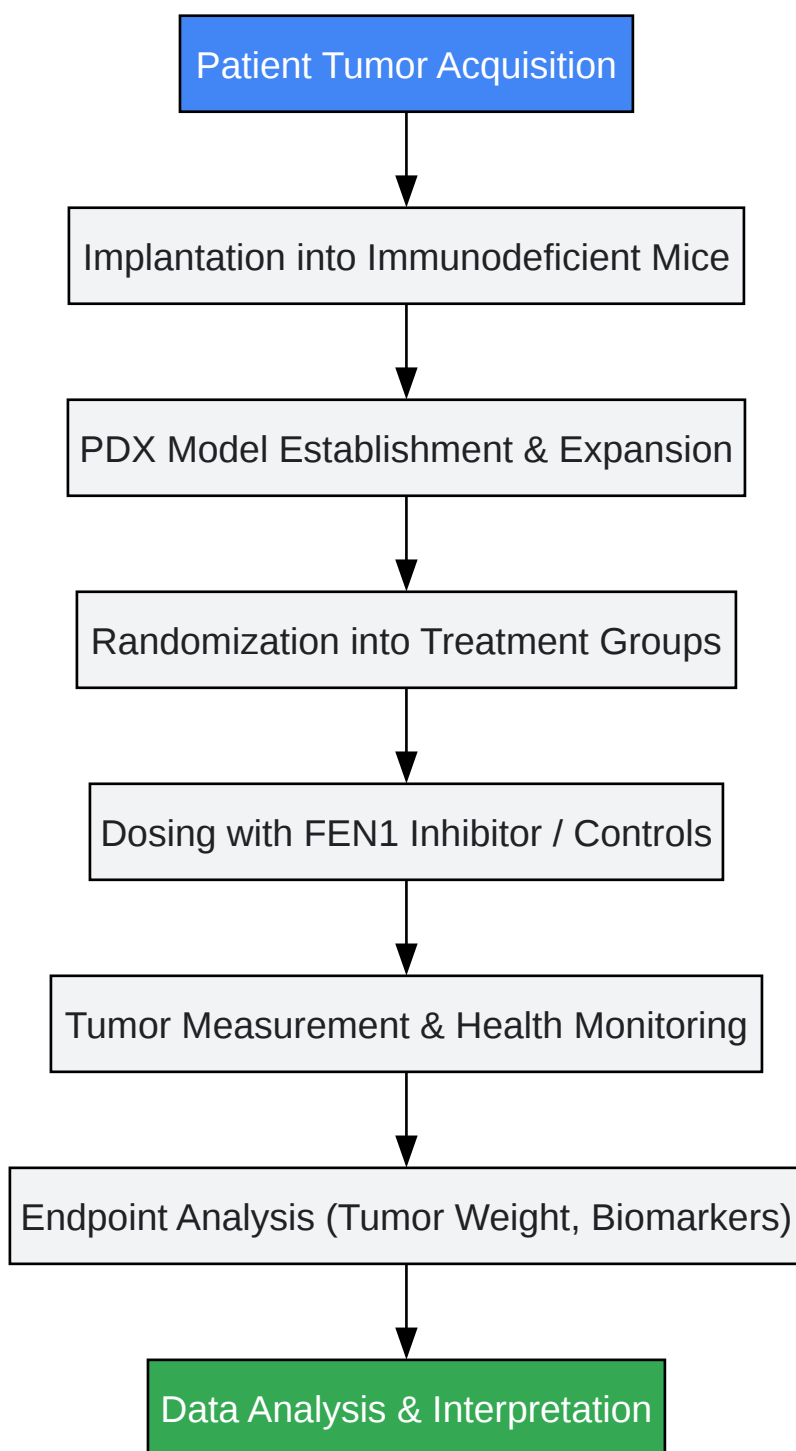 Patient Tumor Acquisition
Implantation into Immunodeficient Mice
PDX Model Establishment & Expansion
Randomization into Treatment Groups
Dosing with FEN1 Inhibitor / Controls
Tumor Measurement & Health Monitoring
Endpoint Analysis (Tumor Weight, Biomarkers)
Data Analysis & Interpretation